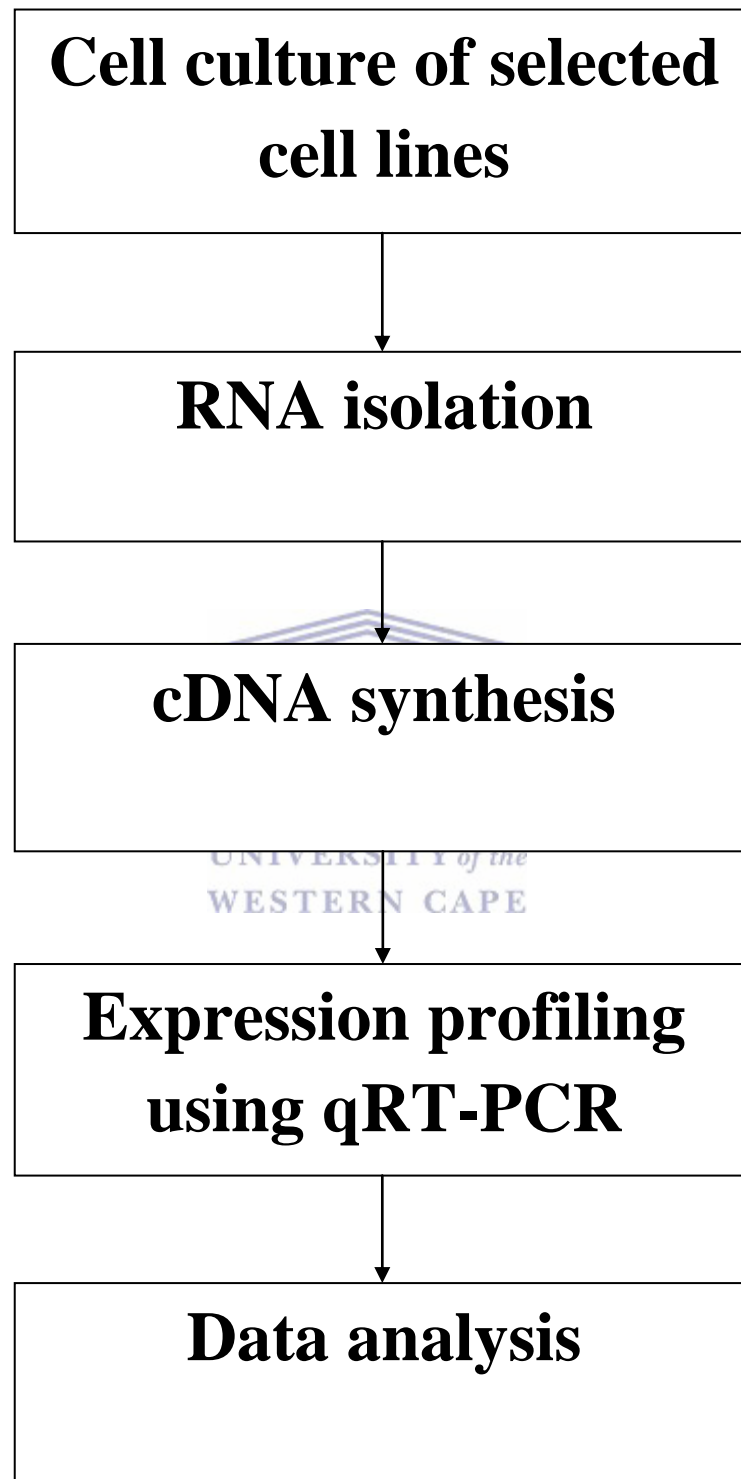 Cell culture of selected
cell lines
RNA isolation
cDNA synthesis
UNIVERSITY of the
WESTERN CAPE
Expression profiling
using qRT-PCR
Data analysis